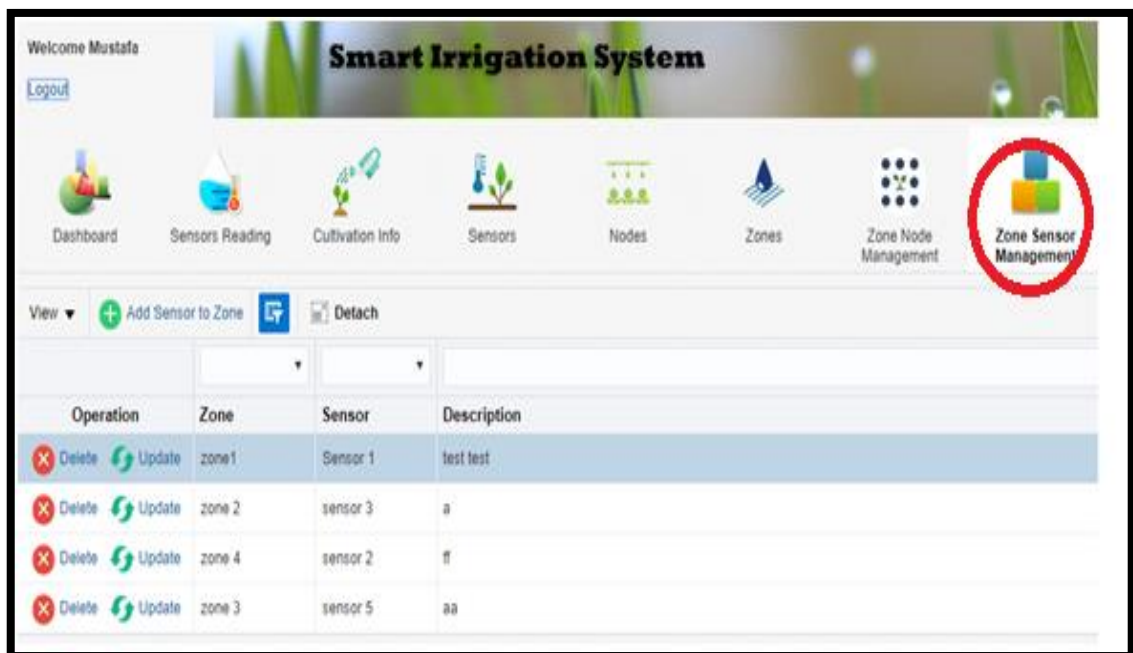 Welcome Mustafa
Smart Irrigation System
Logout
Dashboard
Sensors Reading
Cultivation Info
Sensors
Nodes
Zones
Zone Node
Management
Zone Sensor
Management
View
Add Sensor to Zone
Detach
Operation Zone Sensor Description
Delete Update zone1 Sensor 1 test test
Delete Update zone 2 sensor 3 a
Delete Update zone 4 sensor 2 ff
Delete Update zone 3 sensor 5 aa